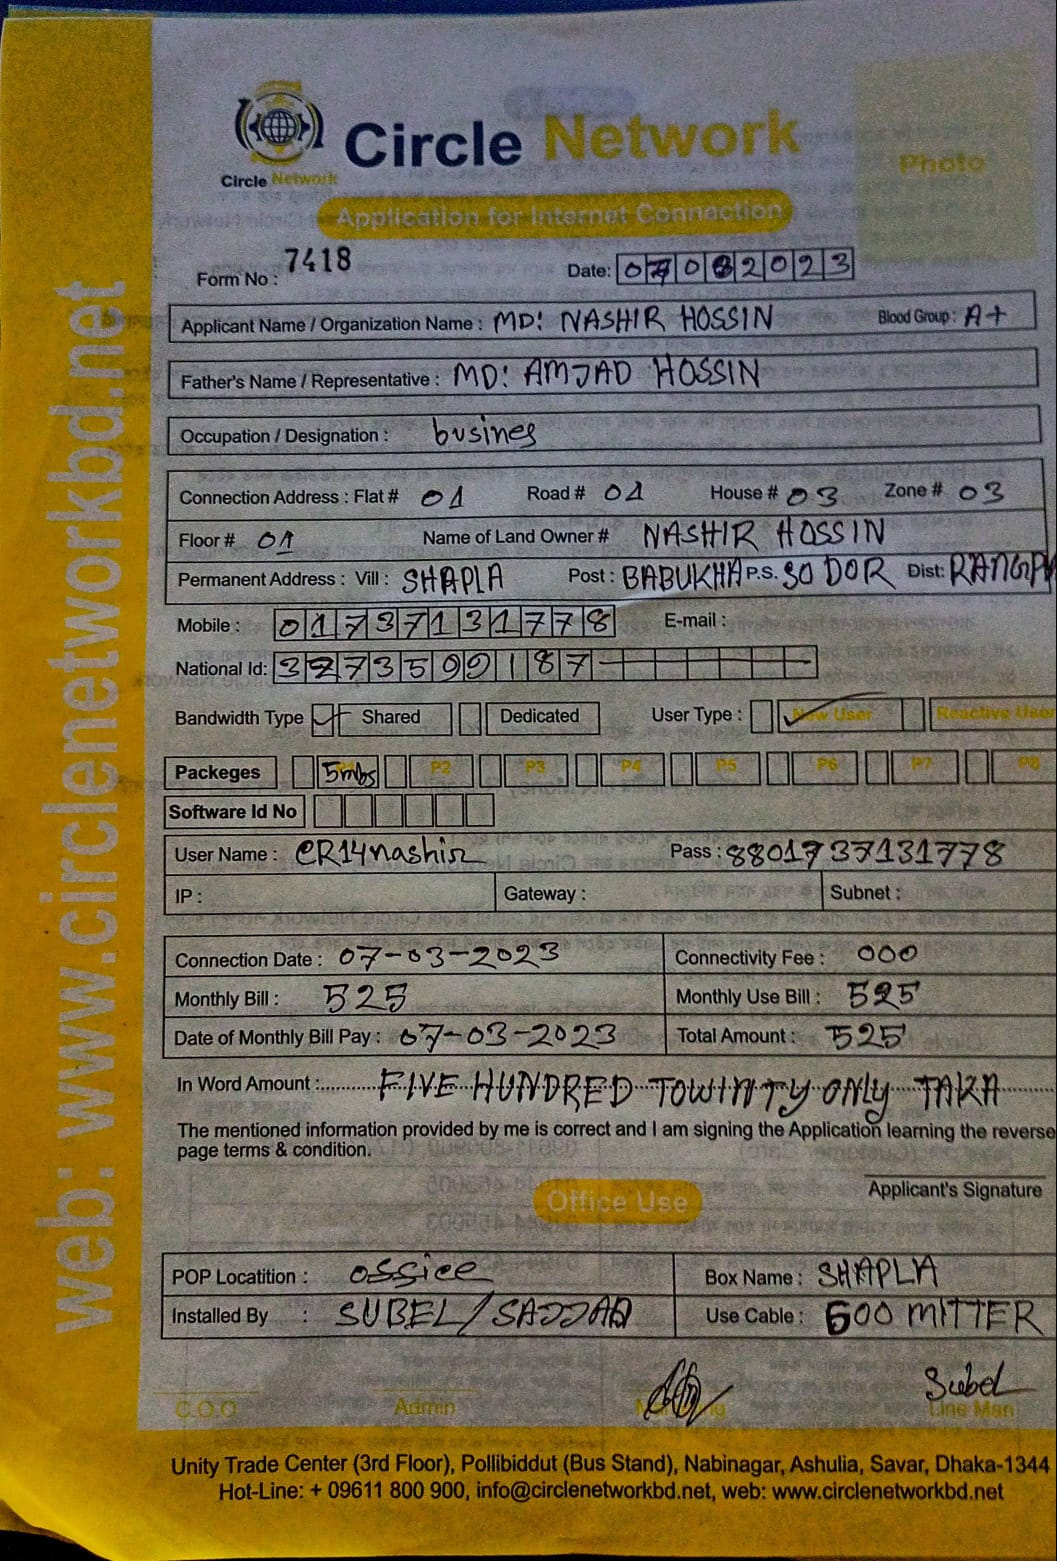 Circle Network
Circle Network
Photo
Application for Internet Connection
Form No : 7418
Date: 07032023
Applicant Name / Organization Name : MD: NASHIR HOSSIN Blood Group : A+
Father's Name / Representative : MD: AMJAD HOSSIN
Occupation / Designation : busines
Connection Address : Flat # 01 Road # 01 House # 03 Zone # 03
Floor # 01 Name of Land Owner # NASHIR HOSSIN
Permanent Address : Vill : SHAPLA Post : BABUKHA P.S. SO DOR Dist: RANGPU
Mobile : 01737131778 E-mail :
National Id: 3273599187
Bandwidth Type Shared Dedicated User Type : New User Reactive User
Packeges 5mbs P2 P3 P4 P5 P6 P7 P8
Software Id No
User Name : CR14nashir Pass : 8801737131778
IP : Gateway : Subnet :
Connection Date : 07-03-2023 Connectivity Fee : 000
Monthly Bill : 525 Monthly Use Bill : 525
Date of Monthly Bill Pay : 07-03-2023 Total Amount : 525
In Word Amount :.......... FIVE HUNDRED TOWINTY ONLY TAKA
The mentioned information provided by me is correct and I am signing the Application learning the reverse
page terms & condition.
Applicant's Signature
Office Use
POP Locatition : ossice Box Name : SHAPLA
Installed By : SUBEL/SAJJAD Use Cable : 500 MITTER
Subel
C.O.O Admin Line Man
Unity Trade Center (3rd Floor), Pollibiddut (Bus Stand), Nabinagar, Ashulia, Savar, Dhaka-1344
Hot-Line: + 09611 800 900, info@circlenetworkbd.net, web: www.circlenetworkbd.net
web: www.circlenetworkbd.net